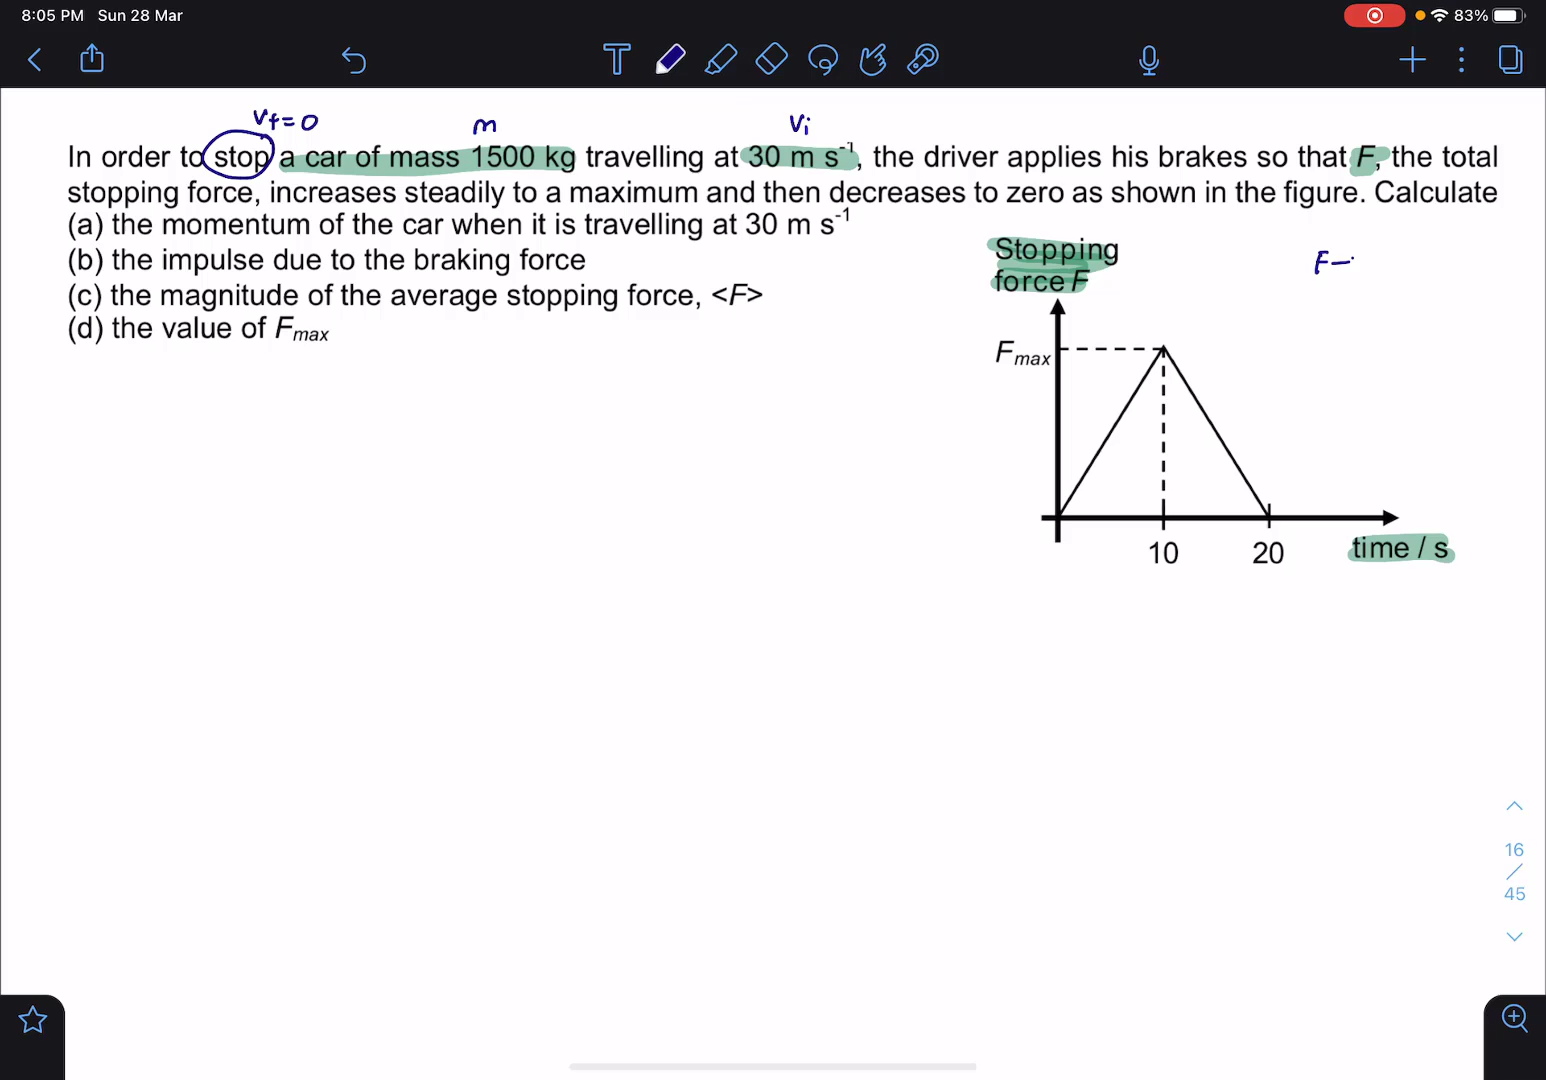 8:05 PM Sun 28 Mar
83%
T
vf=0
m
vi
In order to stop a car of mass 1500 kg travelling at 30 m s⁻¹, the driver applies his brakes so that F, the total
stopping force, increases steadily to a maximum and then decreases to zero as shown in the figure. Calculate
(a) the momentum of the car when it is travelling at 30 m s⁻¹
(b) the impulse due to the braking force
(c) the magnitude of the average stopping force, <F>
(d) the value of Fmax
Stopping
force F
F-
Fmax
10
20
time / s
16
/
45